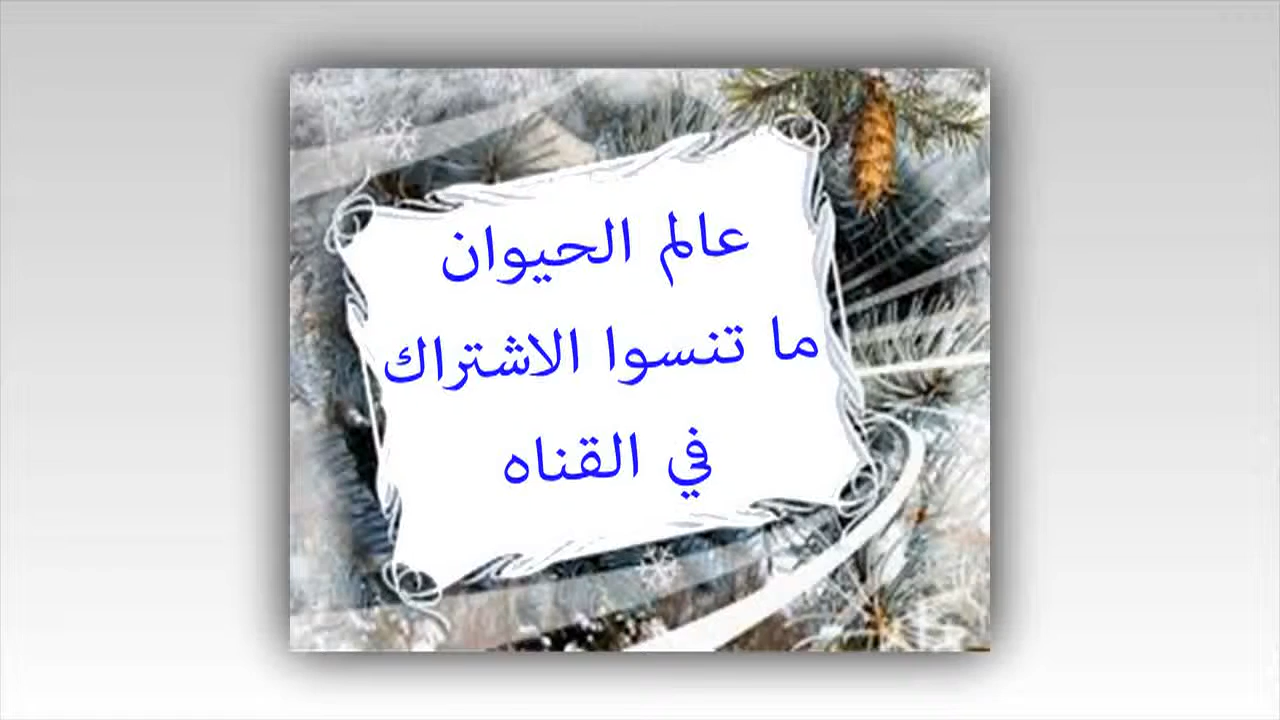 عالم الحيوان
ما تنسوا الاشتراك
في القناه